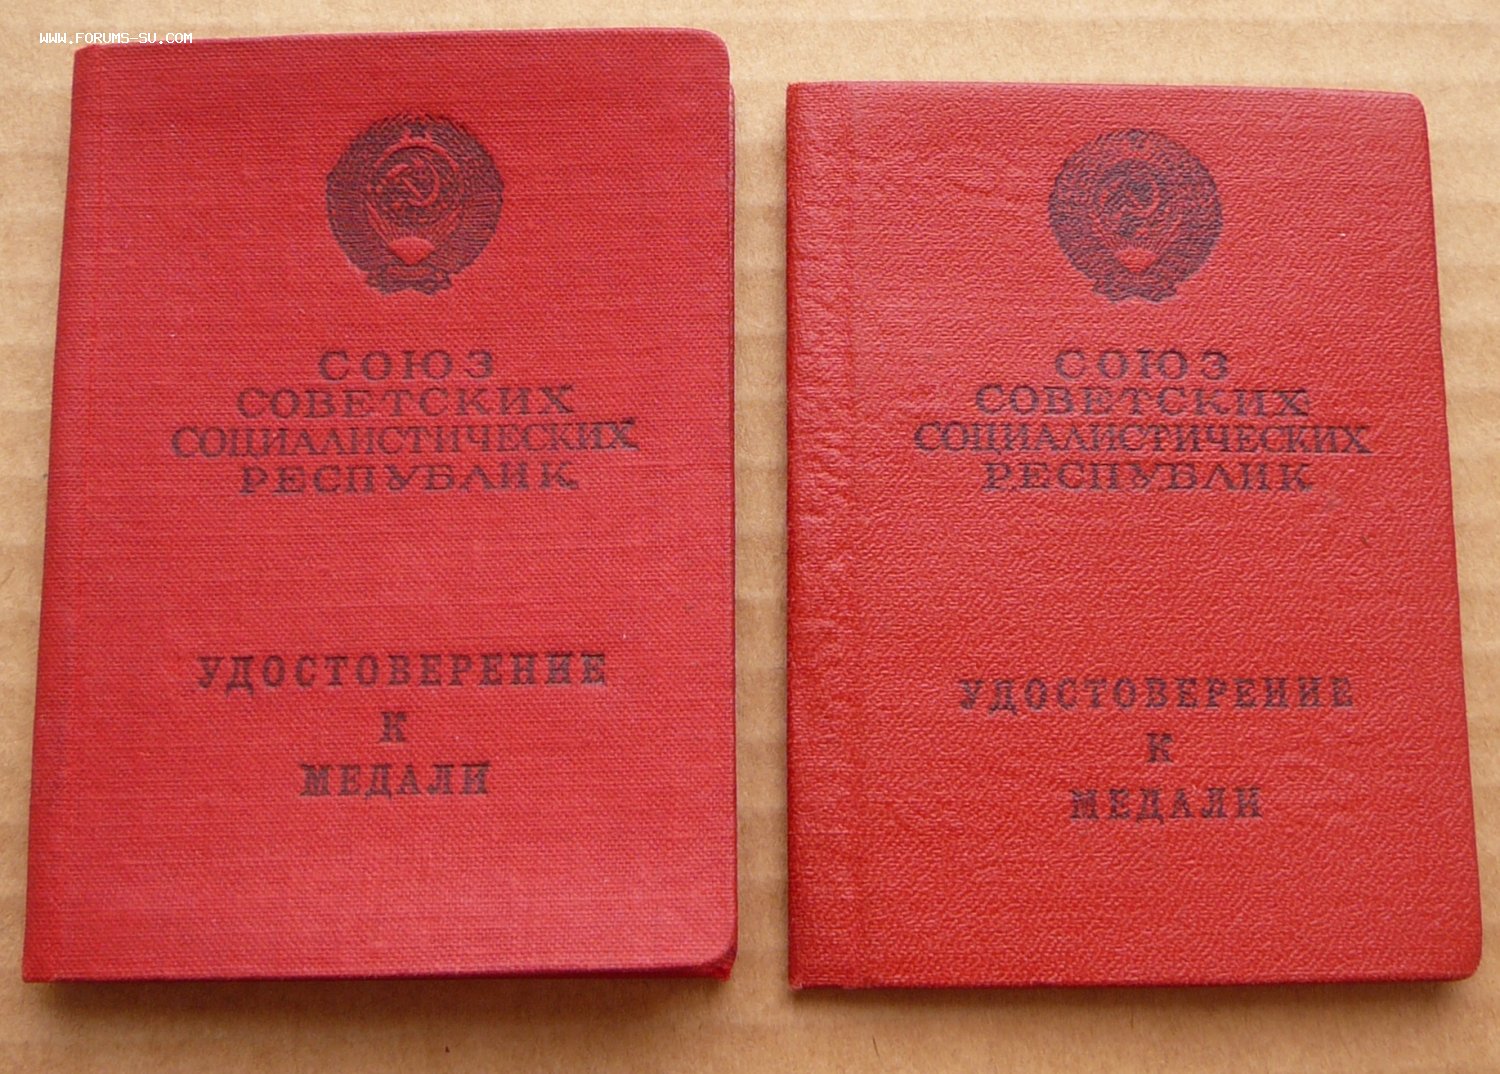 WWW.FORUMS-SU.COM
СОЮЗ
СОВЕТСКИХ
СОЦИАЛИСТИЧЕСКИХ
РЕСПУБЛИК
УДОСТОВЕРЕНИЕ
К
МЕДАЛИ
СОЮЗ
СОВЕТСКИХ
СОЦИАЛИСТИЧЕСКИХ
РЕСПУБЛИК
УДОСТОВЕРЕНИЕ
К
МЕДАЛИ